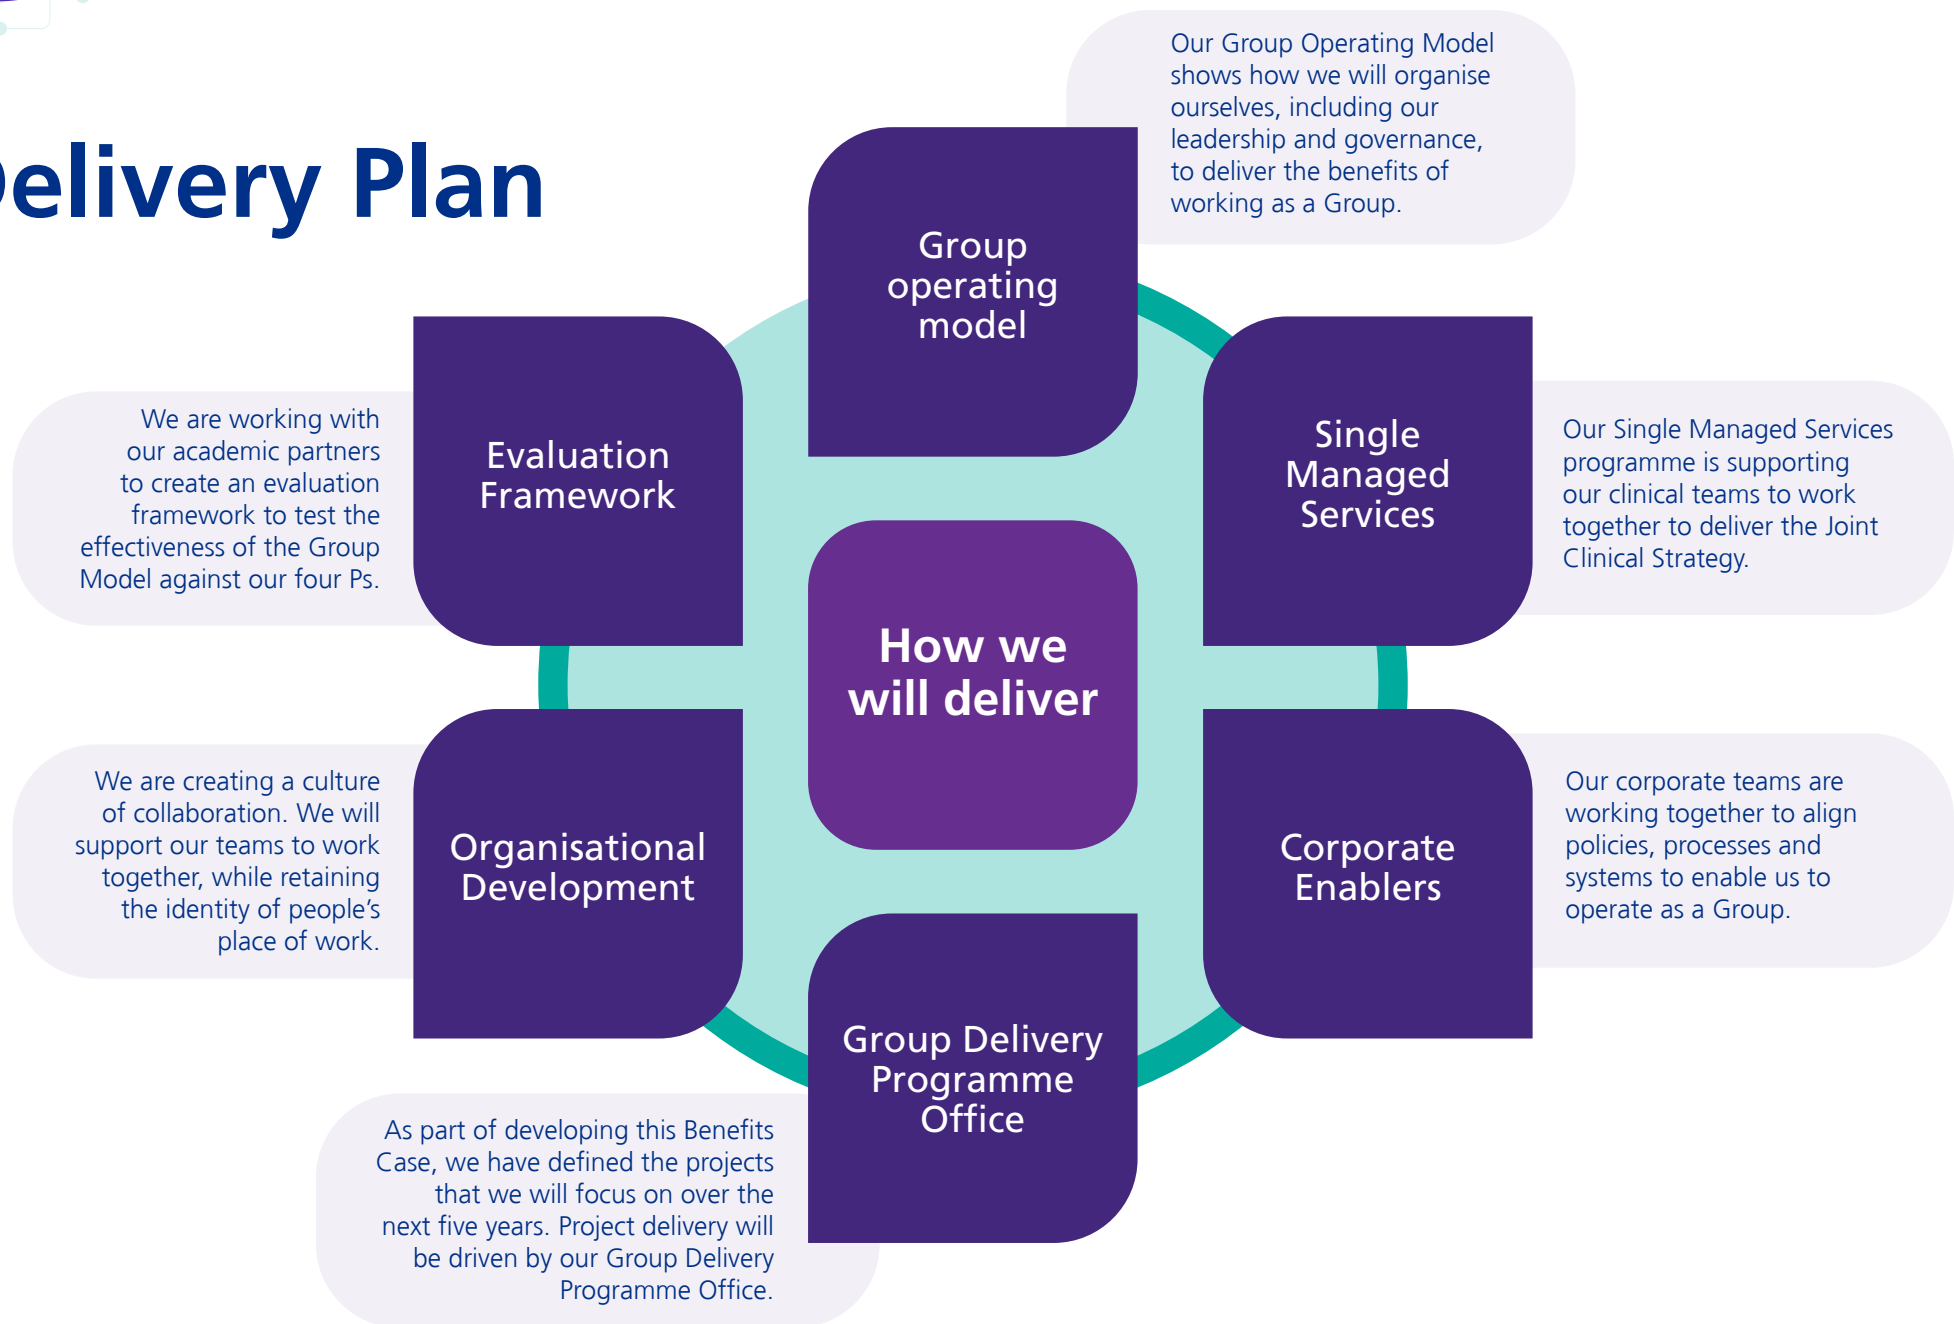 Delivery Plan
Our Group Operating Model
shows how we will organise
ourselves, including our
leadership and governance,
to deliver the benefits of
working as a Group.
Group
operating
model
Single
Managed
Services
Our Single Managed Services
programme is supporting
our clinical teams to work
together to deliver the Joint
Clinical Strategy.
Corporate
Enablers
Our corporate teams are
working together to align
policies, processes and
systems to enable us to
operate as a Group.
Group Delivery
Programme
Office
As part of developing this Benefits
Case, we have defined the projects
that we will focus on over the
next five years. Project delivery will
be driven by our Group Delivery
Programme Office.
Organisational
Development
We are creating a culture
of collaboration. We will
support our teams to work
together, while retaining
the identity of people’s
place of work.
Evaluation
Framework
We are working with
our academic partners
to create an evaluation
framework to test the
effectiveness of the Group
Model against our four Ps.
How we
will deliver